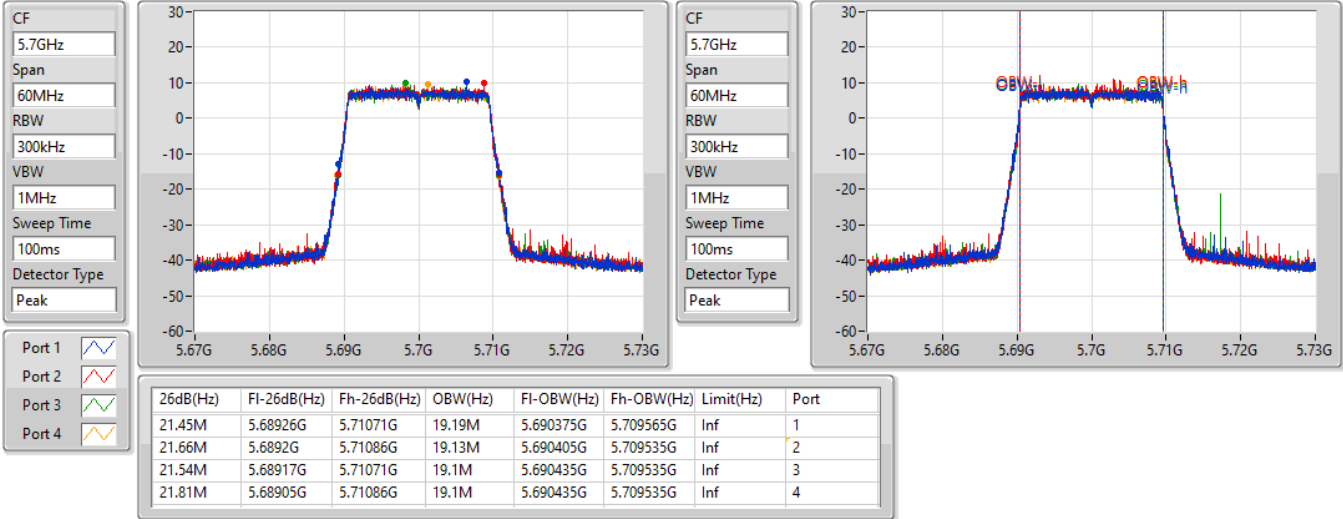 CF
5.7GHz
Span
60MHz
RBW
300kHz
VBW
1MHz
Sweep Time
100ms
Detector Type
Peak
30
20
10
0
-10
-20
-30
-40
-50
-60
5.67G 5.68G 5.69G 5.7G 5.71G 5.72G 5.73G
CF
5.7GHz
Span
60MHz
RBW
300kHz
VBW
1MHz
Sweep Time
100ms
Detector Type
Peak
30
20
10
0
-10
-20
-30
-40
-50
-60
OBW-l OBW-h
5.67G 5.68G 5.69G 5.7G 5.71G 5.72G 5.73G
Port 1
Port 2
Port 3
Port 4
26dB(Hz) Fl-26dB(Hz) Fh-26dB(Hz) OBW(Hz) Fl-OBW(Hz) Fh-OBW(Hz) Limit(Hz) Port
21.45M 5.68926G 5.71071G 19.19M 5.690375G 5.709565G Inf 1
21.66M 5.6892G 5.71086G 19.13M 5.690405G 5.709535G Inf 2
21.54M 5.68917G 5.71071G 19.1M 5.690435G 5.709535G Inf 3
21.81M 5.68905G 5.71086G 19.1M 5.690435G 5.709535G Inf 4